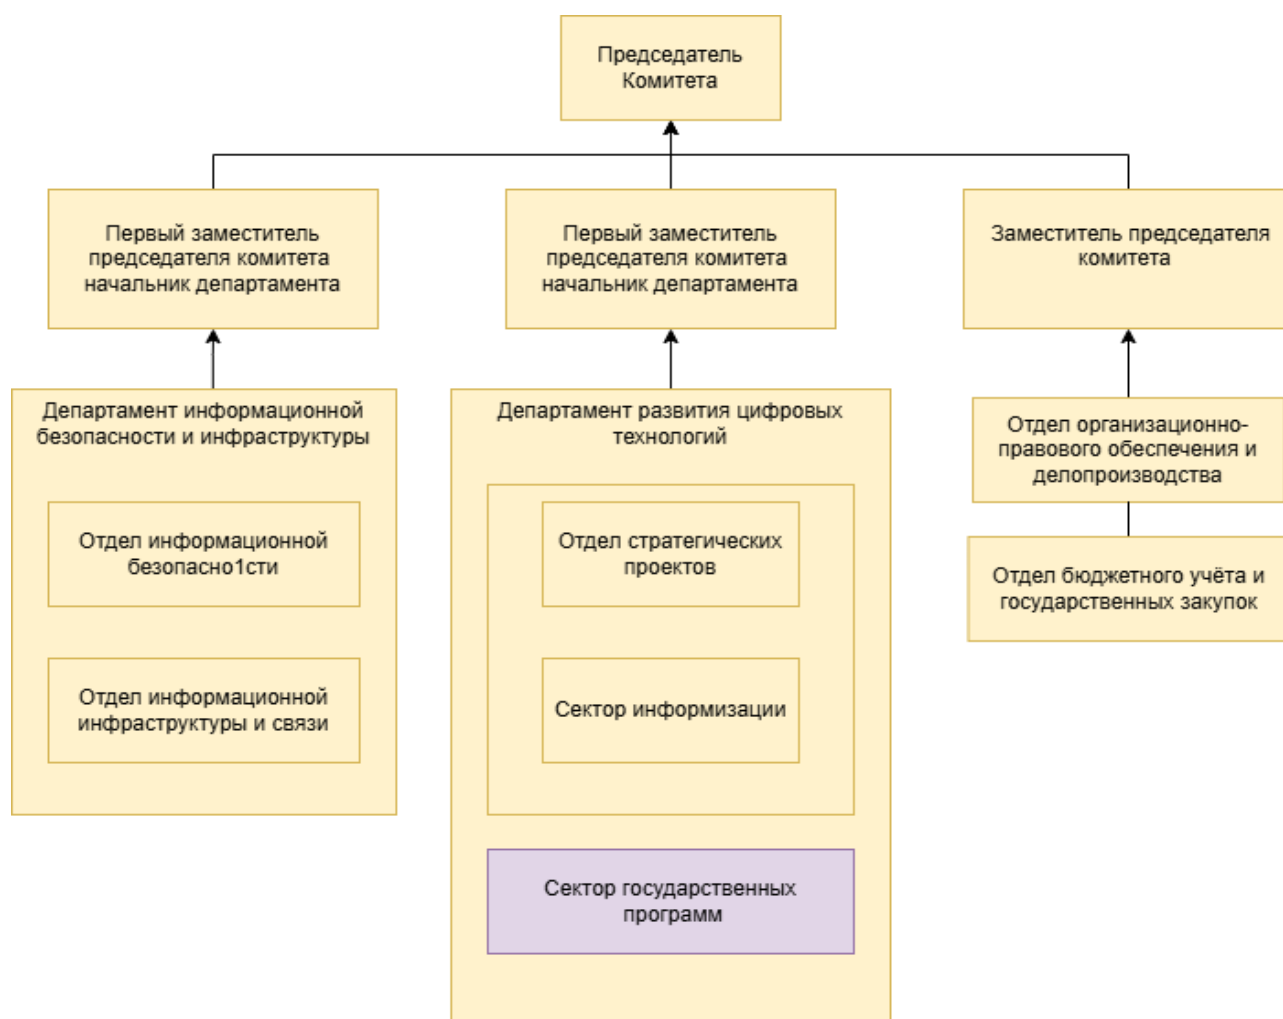 Председатель
Комитета
Первый заместитель
председателя комитета
начальник департамента
Первый заместитель
председателя комитета
начальник департамента
Заместитель председателя
комитета
Департамент информационной
безопасности и инфраструктуры
Отдел информационной
безопасно1сти
Отдел информационной
инфраструктуры и связи
Департамент развития цифровых
технологий
Отдел стратегических
проектов
Сектор информизации
Сектор государственных
программ
Отдел организационно-
правового обеспечения и
делопроизводства
Отдел бюджетного учёта и
государственных закупок